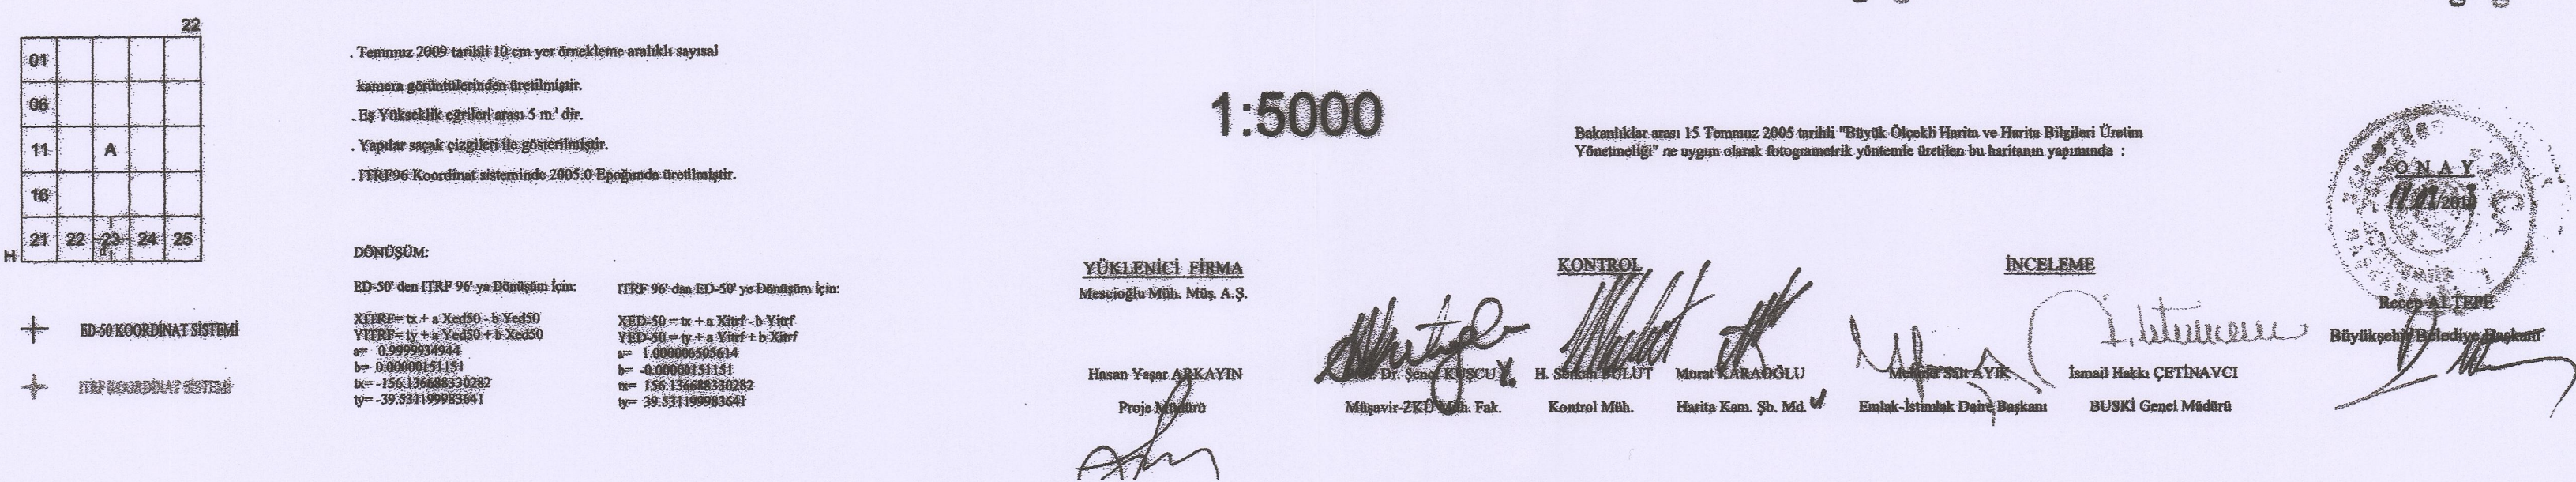 22
01
06
11 A
16
21 22 23 24 25
H
ED-50 KOORDİNAT SİSTEMİ
ITRF KOORDİNAT SİSTEMİ
. Temmuz 2009 tarihli 10 cm yer örnekleme aralıklı sayısal
kamera görüntülerinden üretilmiştir.
. Eş Yükseklik eğrileri arası 5 m.' dir.
. Yapılar saçak çizgileri ile gösterilmiştir.
. ITRF96 Koordinat sisteminde 2005.0 Epoğunda üretilmiştir.
DÖNÜŞÜM:
ED-50' den ITRF 96' ya Dönüşüm İçin:
XITRF= tx + a Xed50 - b Yed50
YITRF= ty + a Yed50 + b Xed50
a= 0.9999934944
b= 0.00000151151
tx= -156.136688330282
ty= -39.531199983641
ITRF 96' dan ED-50' ye Dönüşüm İçin:
XED-50 = tx + a Xitrf - b Yitrf
YED-50 = ty + a Yitrf + b Xitrf
a= 1.000006505614
b= -0.00000151151
tx= 156.136688330282
ty= 39.531199983641
1:5000
Bakanlıklar arası 15 Temmuz 2005 tarihli "Büyük Ölçekli Harita ve Harita Bilgileri Üretim
Yönetmeliği" ne uygun olarak fotogrametrik yöntemle üretilen bu haritanın yapımında :
YÜKLENİCİ FİRMA
Mescioğlu Müh. Müş. A.Ş.
Hasan Yaşar ARKAYIN
Proje Müdürü
KONTROL
Dr. Şenol KUŞCU
Müşavir-ZKÜ Müh. Fak.
H. Serkan BULUT
Kontrol Müh.
Murat KARAOĞLU
Harita Kam. Şb. Md.
İNCELEME
Mehmet Sait AYIK
Emlak-İstimlak Daire Başkanı
İsmail Hakkı ÇETİNAVCI
BUSKİ Genel Müdürü
ONAY
Recep ALTEPE
Büyükşehir Belediye Başkanı